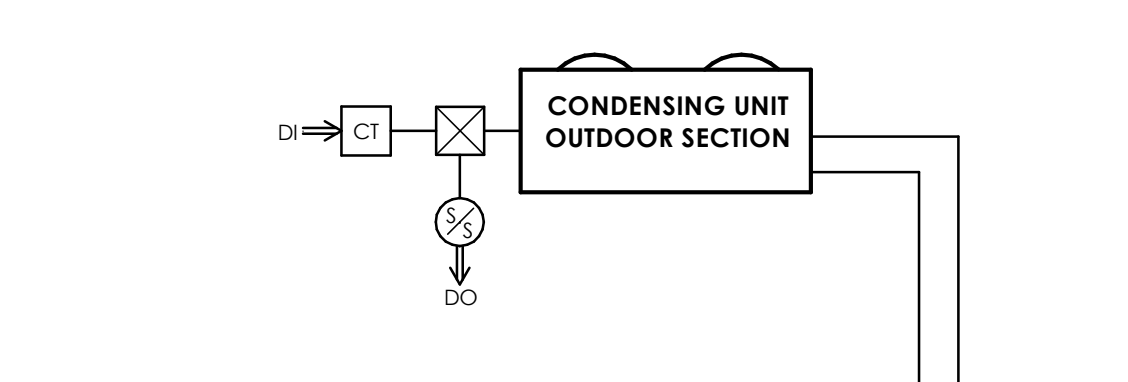 CONDENSING UNIT
OUTDOOR SECTION
DI
CT
S/S
DO